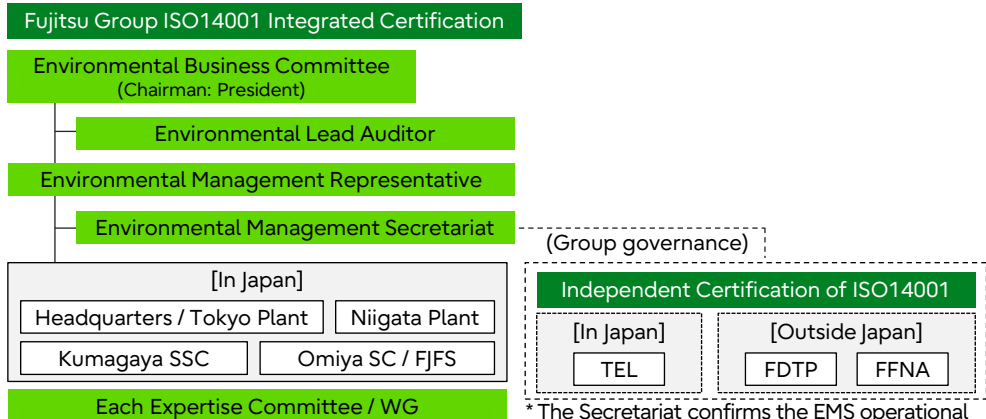 Fujitsu Group ISO14001 Integrated Certification
Environmental Business Committee
(Chairman: President)
Environmental Lead Auditor
Environmental Management Representative
Environmental Management Secretariat
(Group governance)
[In Japan]
Headquarters / Tokyo Plant
Niigata Plant
Kumagaya SSC
Omiya SC / FJFS
Independent Certification of ISO14001
[In Japan]
TEL
[Outside Japan]
FDTP
FFNA
Each Expertise Committee / WG
* The Secretariat confirms the EMS operational